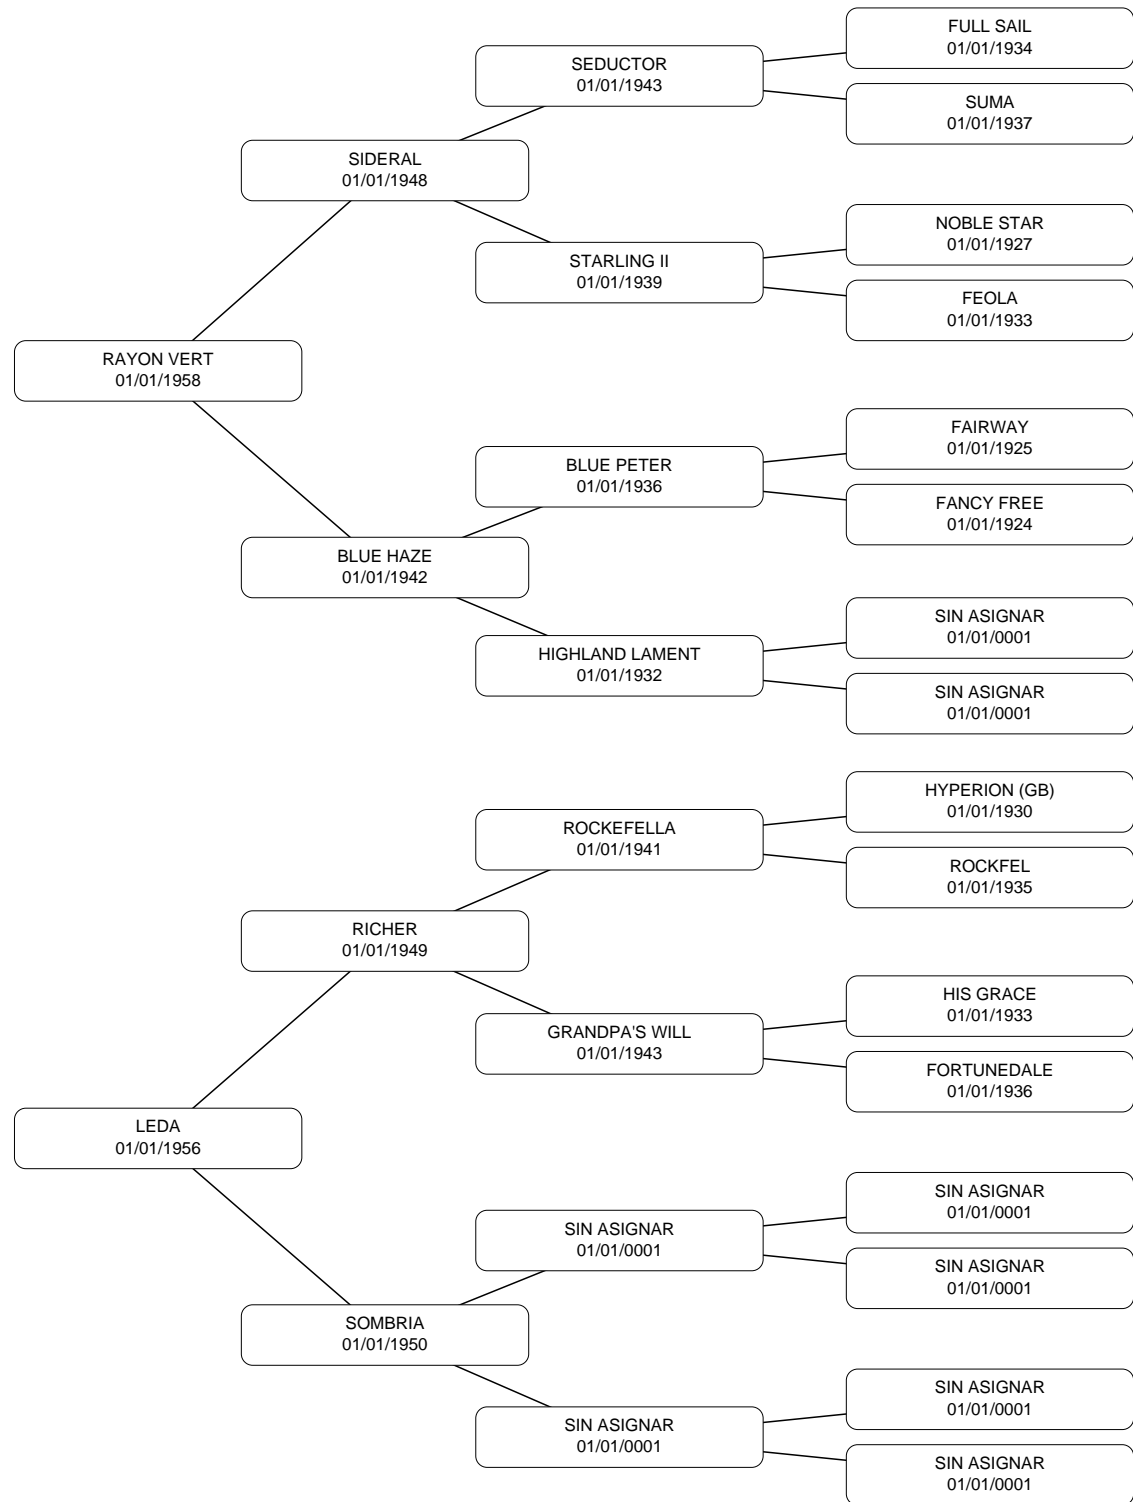 FULL SAIL
01/01/1934
SEDUCTOR
01/01/1943
SUMA
01/01/1937
SIDERAL
01/01/1948
NOBLE STAR
01/01/1927
STARLING II
01/01/1939
FEOLA
01/01/1933
RAYON VERT
01/01/1958
FAIRWAY
01/01/1925
BLUE PETER
01/01/1936
FANCY FREE
01/01/1924
BLUE HAZE
01/01/1942
SIN ASIGNAR
01/01/0001
HIGHLAND LAMENT
01/01/1932
SIN ASIGNAR
01/01/0001
HYPERION (GB)
01/01/1930
ROCKEFELLA
01/01/1941
ROCKFEL
01/01/1935
RICHER
01/01/1949
HIS GRACE
01/01/1933
GRANDPA'S WILL
01/01/1943
FORTUNEDALE
01/01/1936
LEDA
01/01/1956
SIN ASIGNAR
01/01/0001
SIN ASIGNAR
01/01/0001
SIN ASIGNAR
01/01/0001
SOMBRIA
01/01/1950
SIN ASIGNAR
01/01/0001
SIN ASIGNAR
01/01/0001
SIN ASIGNAR
01/01/0001